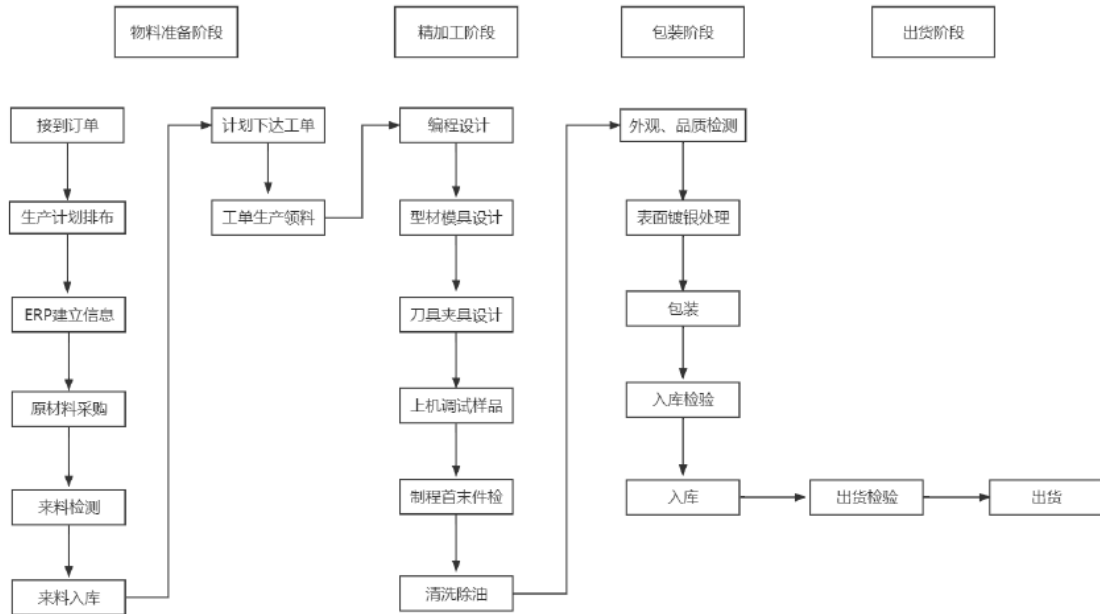 物料准备阶段
精加工阶段
包装阶段
出货阶段
接到订单
生产计划排布
ERP建立信息
原材料采购
来料检测
来料入库
计划下达工单
工单生产领料
编程设计
型材模具设计
刀具夹具设计
上机调试样品
制程首末件检
清洗除油
外观、品质检测
表面镀银处理
包装
入库检验
入库
出货检验
出货